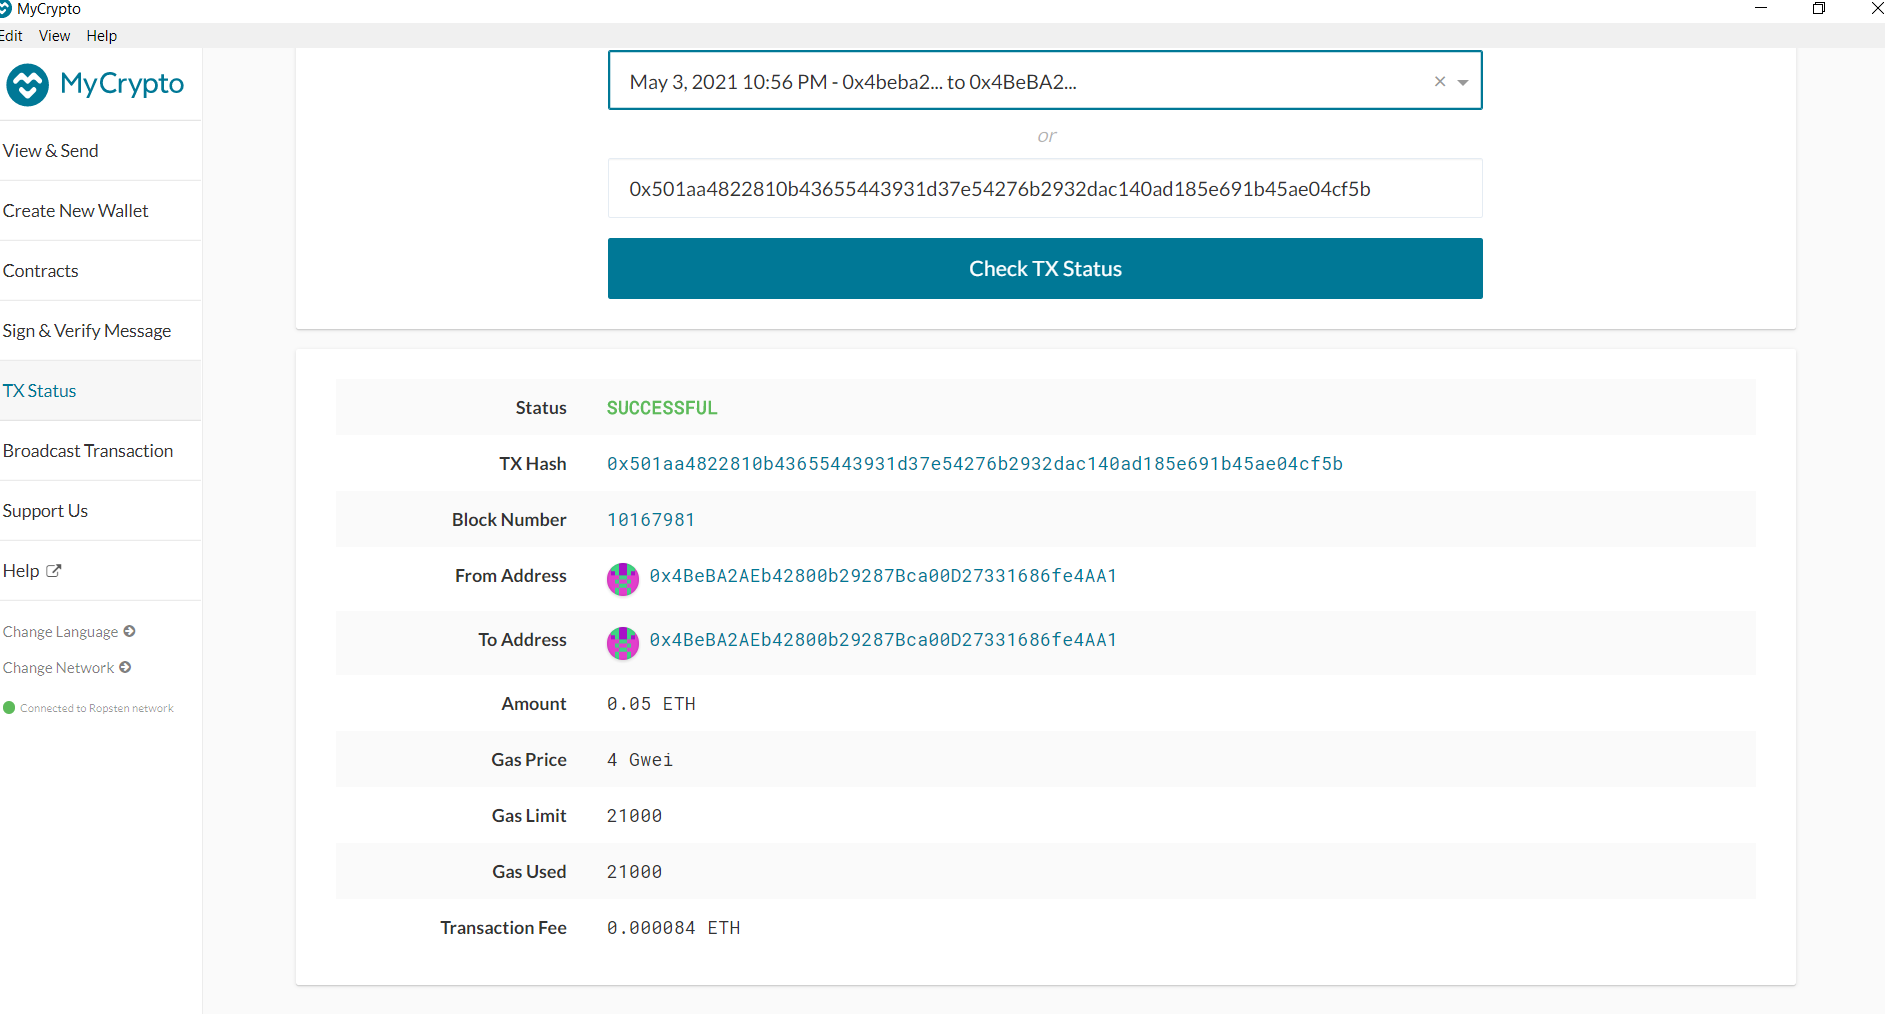 MyCrypto
Edit View Help
MyCrypto
View & Send
Create New Wallet
Contracts
Sign & Verify Message
TX Status
Broadcast Transaction
Support Us
Help
Change Language
Change Network
Connected to Ropsten network
May 3, 2021 10:56 PM - 0x4beba2... to 0x4BeBA2...
or
0x501aa4822810b43655443931d37e54276b2932dac140ad185e691b45ae04cf5b
Check TX Status
Status SUCCESSFUL
TX Hash 0x501aa4822810b43655443931d37e54276b2932dac140ad185e691b45ae04cf5b
Block Number 10167981
From Address 0x4BeBA2AEb42800b29287Bca00D27331686fe4AA1
To Address 0x4BeBA2AEb42800b29287Bca00D27331686fe4AA1
Amount 0.05 ETH
Gas Price 4 Gwei
Gas Limit 21000
Gas Used 21000
Transaction Fee 0.000084 ETH